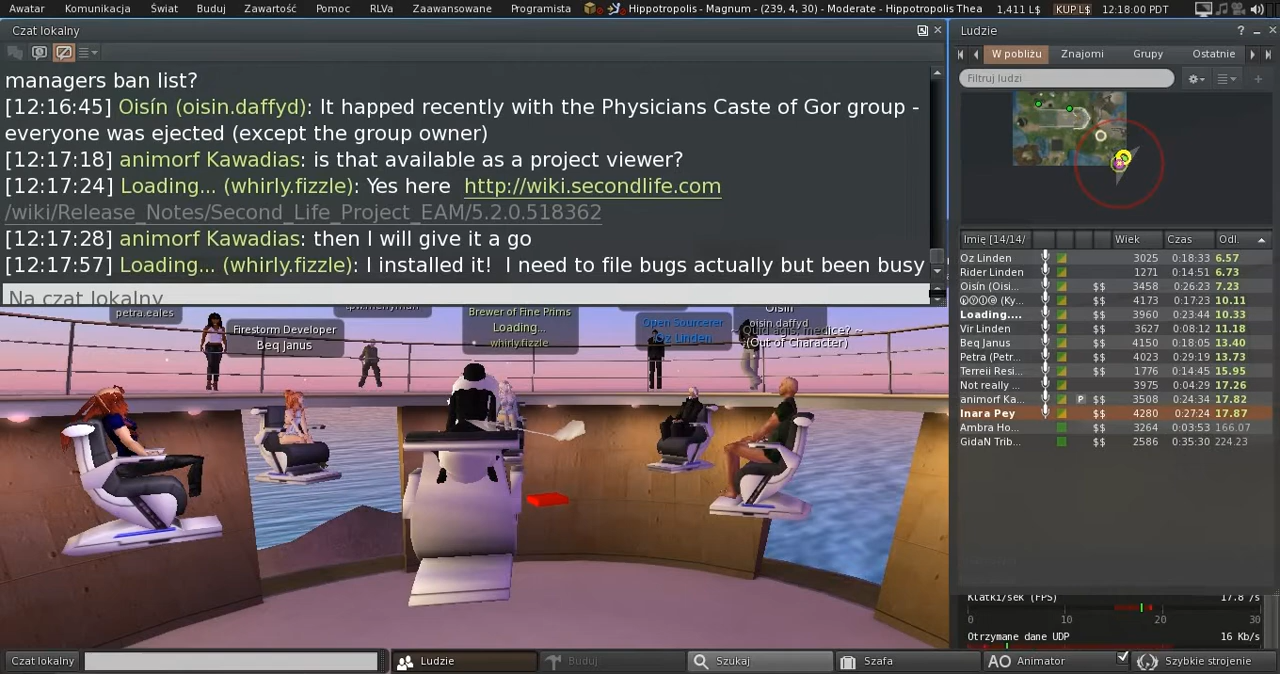 Awatar Komunikacja Świat Buduj Zawartość Pomoc RLVa Zaawansowane Programista Hippotropolis - Magnum - (239, 4, 30) - Moderate - Hippotropolis Thea 1,411 L$ KUP L$ 12:18:00 PDT
Czat lokalny
managers ban list?
[12:16:45] Oisín (oisin.daffyd): It happed recently with the Physicians Caste of Gor group -
everyone was ejected (except the group owner)
[12:17:18] animorf Kawadias: is that available as a project viewer?
[12:17:24] Loading... (whirly.fizzle): Yes here http://wiki.secondlife.com
/wiki/Release_Notes/Second_Life_Project_EAM/5.2.0.518362
[12:17:28] animorf Kawadias: then I will give it a go
[12:17:57] Loading... (whirly.fizzle): I installed it! I need to file bugs actually but been busy
Na czat lokalny
petra eales
Firestorm Developer
Beq Janus
Brewer of Fine Prims
Loading...
whirly.fizzle
Open Sourcerer
Oz Linden
Oisín
oisin.daffyd
Quid agis, medice? ~
(Out of Character)
Ludzie
W pobliżu Znajomi Grupy Ostatnie
Filtruj ludzi
Imię [14/14/ Wiek Czas Odl.
Oz Linden 3025 0:18:33 6.57
Rider Linden 1271 0:14:51 6.73
Oisín (Oisi... $$ 3458 0:26:23 7.23
(Ky... $$ 4173 0:17:23 10.11
Loading.... $$ 3960 0:23:44 10.33
Vir Linden $$ 3627 0:08:12 11.18
Beq Janus $$ 4150 0:18:05 13.40
Petra (Petr... $$ 4023 0:29:19 13.73
Terreii Resi... $$ 1776 0:14:45 15.95
Not really ... 3975 0:04:29 17.26
animorf Ka... P $$ 3508 0:24:34 17.82
Inara Pey $$ 4280 0:27:24 17.87
Ambra Ho... $$ 3264 0:03:53 166.07
GidaN Trib... $$ 2586 0:35:30 224.23
Klatki/sek (FPS) 17.8 /s
0 10 20 30
Otrzymane dane UDP 16 Kb/s
Czat lokalny Ludzie Buduj Szukaj Szafa AO Animator Szybkie strojenie